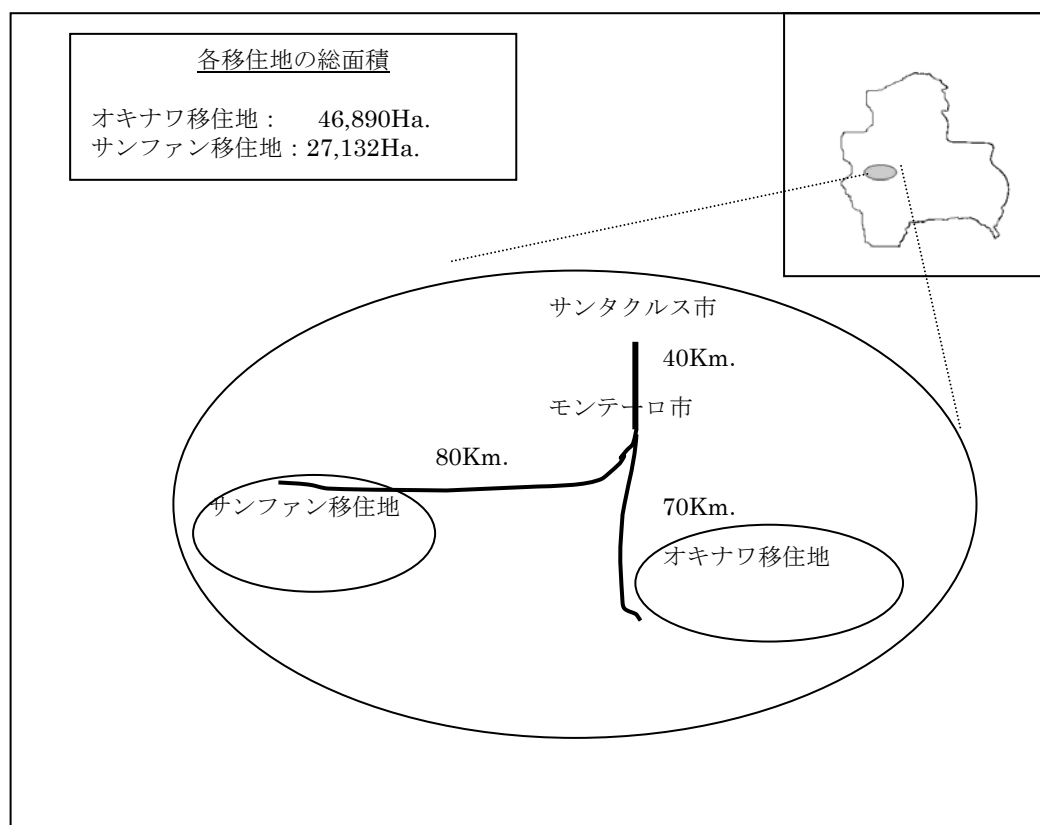 各移住地の総面積
オキナワ移住地： 46,890Ha.
サンファン移住地：27,132Ha.
サンタクルス市
40Km.
モンテーロ市
80Km.
サンファン移住地
70Km.
オキナワ移住地